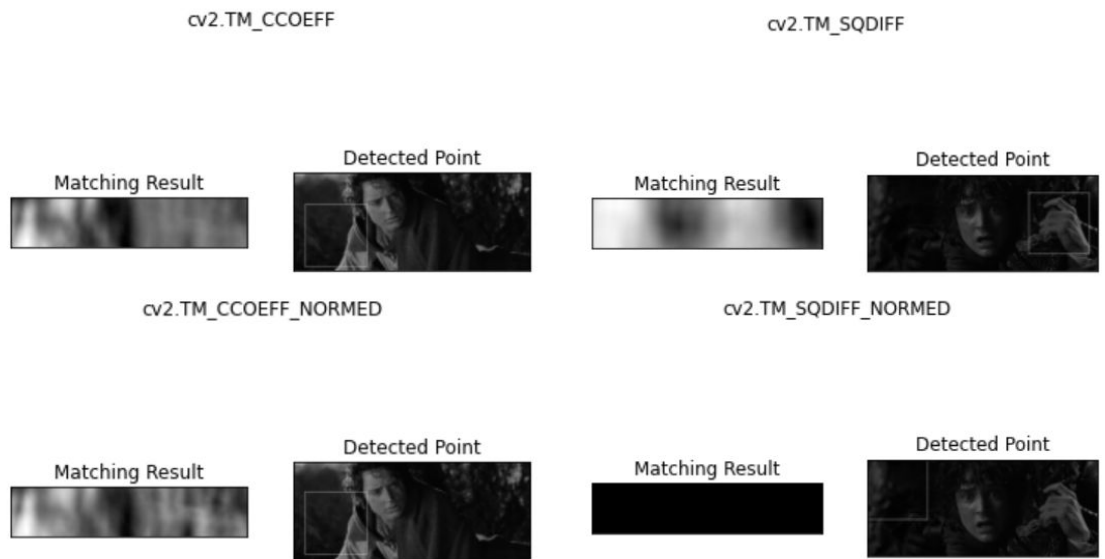 cv2.TM_CCOEFF
cv2.TM_SQDIFF
Detected Point
Matching Result
Detected Point
Matching Result
cv2.TM_CCOEFF_NORMED
cv2.TM_SQDIFF_NORMED
Detected Point
Matching Result
Detected Point
Matching Result